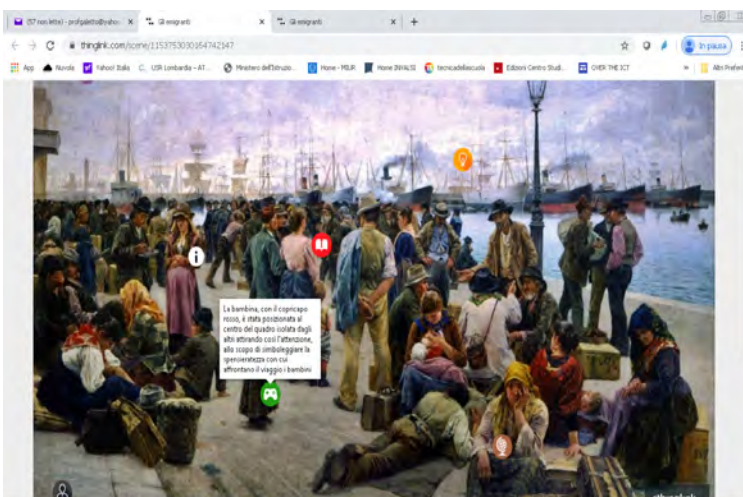 (57 non lette) - profgaletto@yaho...
Gli emigranti
Gli emigranti
thinglink.com/scene/1153753030164742147
In pausa
App
Nuvola
Yahoo! Italia
USR Lombardia - AT...
Ministero dell'Istruzio...
Home - MIUR
Home INVALSI
tecnicadellascuola
Edizioni Centro Studi...
OVER THE ICT
»
Altri Preferiti
La bambina, con il copricapo
rosso, è stata posizionata al
centro del quadro isolata dagli
altri attirando così l'attenzione,
allo scopo di simboleggiare la
spensieratezza con cui
affrontano il viaggio i bambini